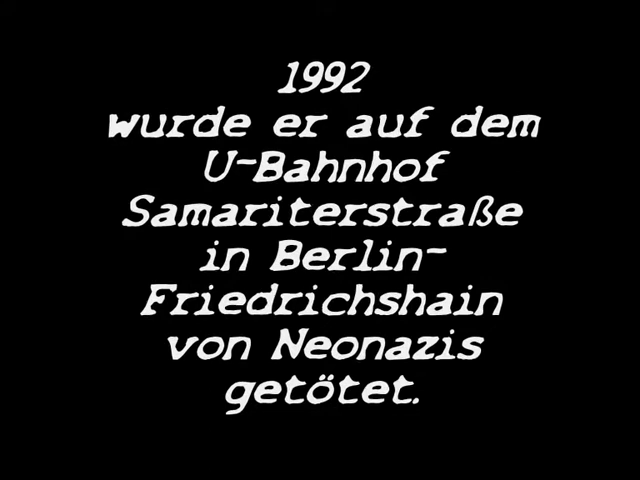 1992
wurde er auf dem
U-Bahnhof
Samariterstraße
in Berlin-
Friedrichshain
von Neonazis
getötet.